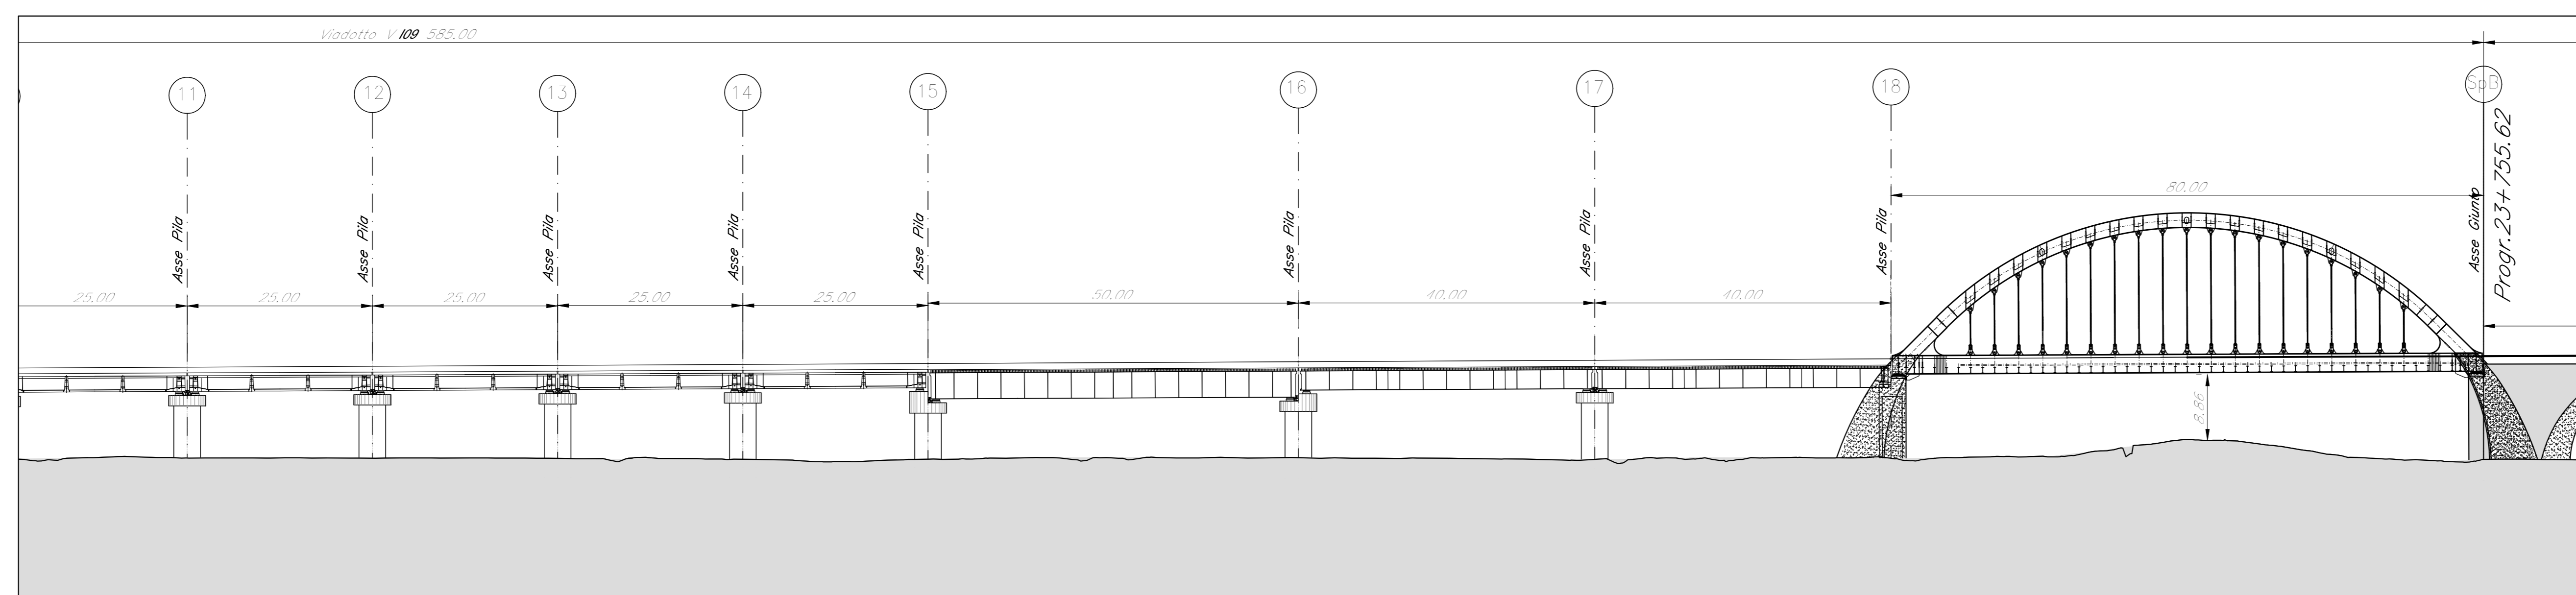 Viadotto V I09 585.00
11
12
13
14
15
16
17
18
SpB
Asse Pila
Asse Pila
Asse Pila
Asse Pila
Asse Pila
Asse Pila
Asse Pila
Asse Pila
Asse Giunto
Progr.23+755.62
80.00
25.00
25.00
25.00
25.00
25.00
50.00
40.00
40.00
8.86